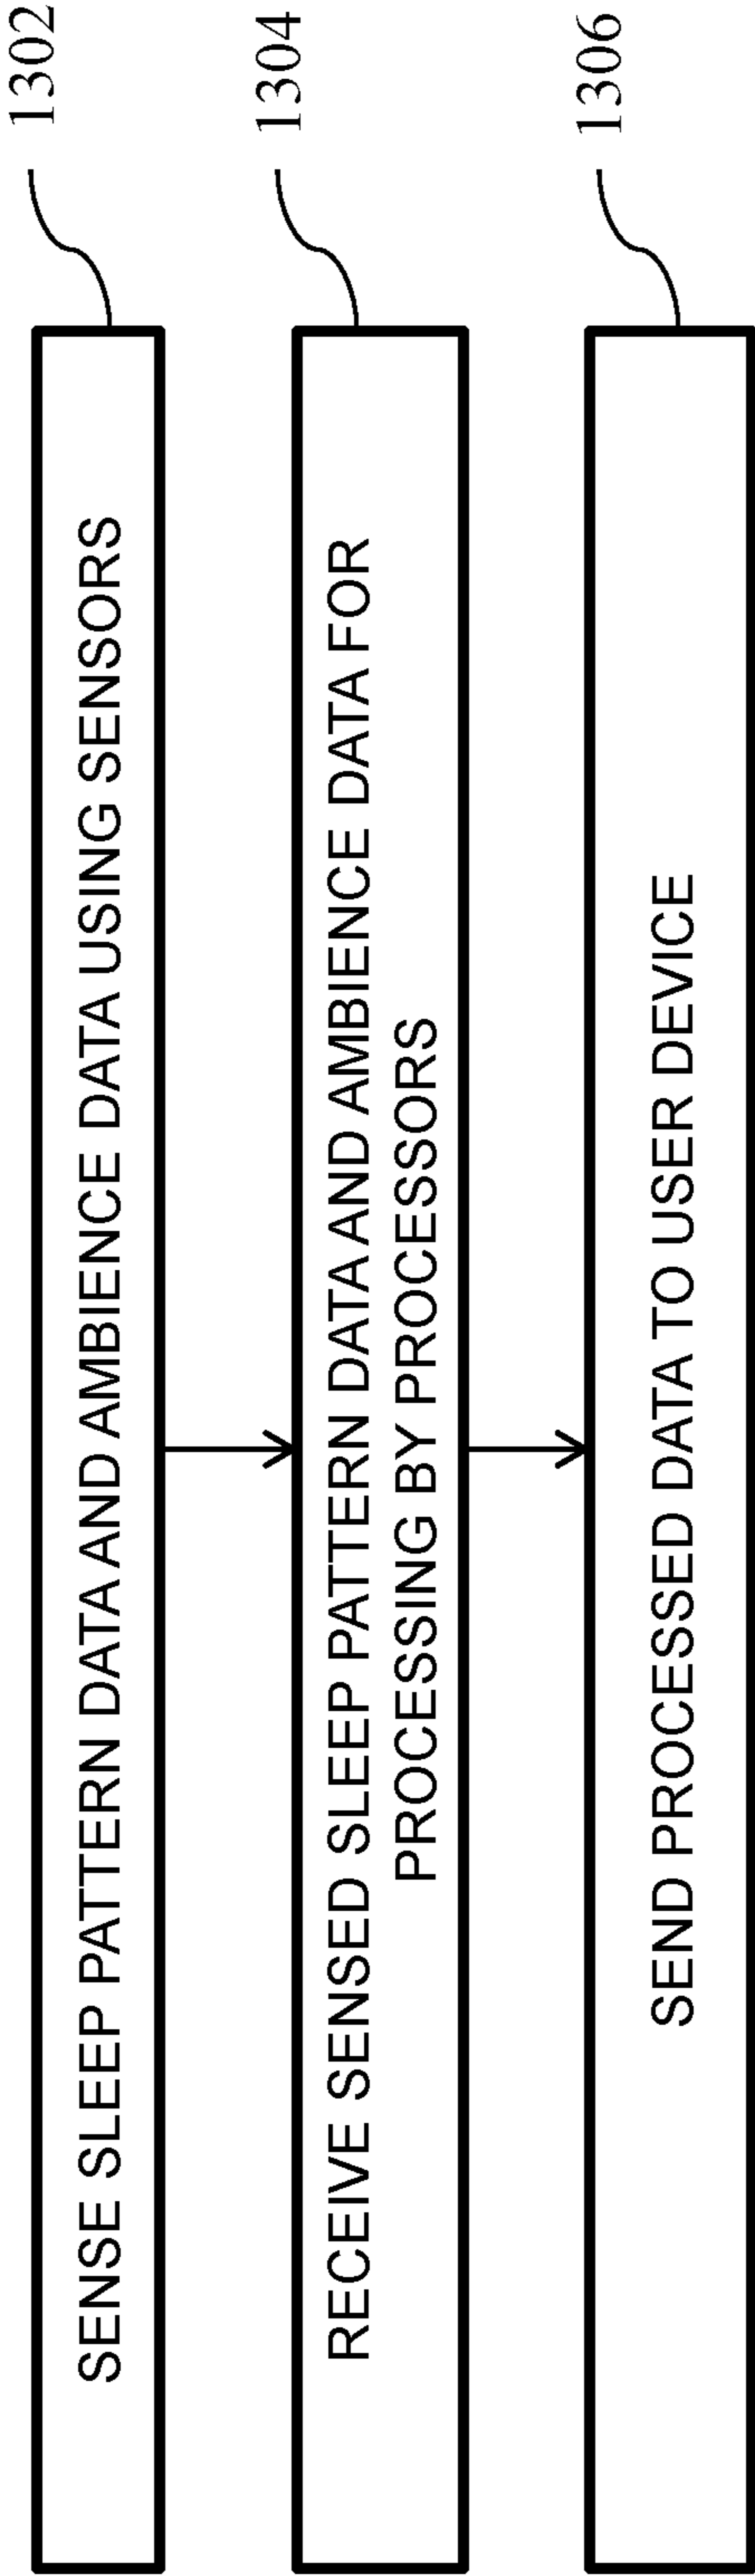 SENSE SLEEP PATTERN DATA AND AMBIENCE DATA USING SENSORS
1302
RECEIVE SENSED SLEEP PATTERN DATA AND AMBIENCE DATA FOR
PROCESSING BY PROCESSORS
1304
SEND PROCESSED DATA TO USER DEVICE
1306